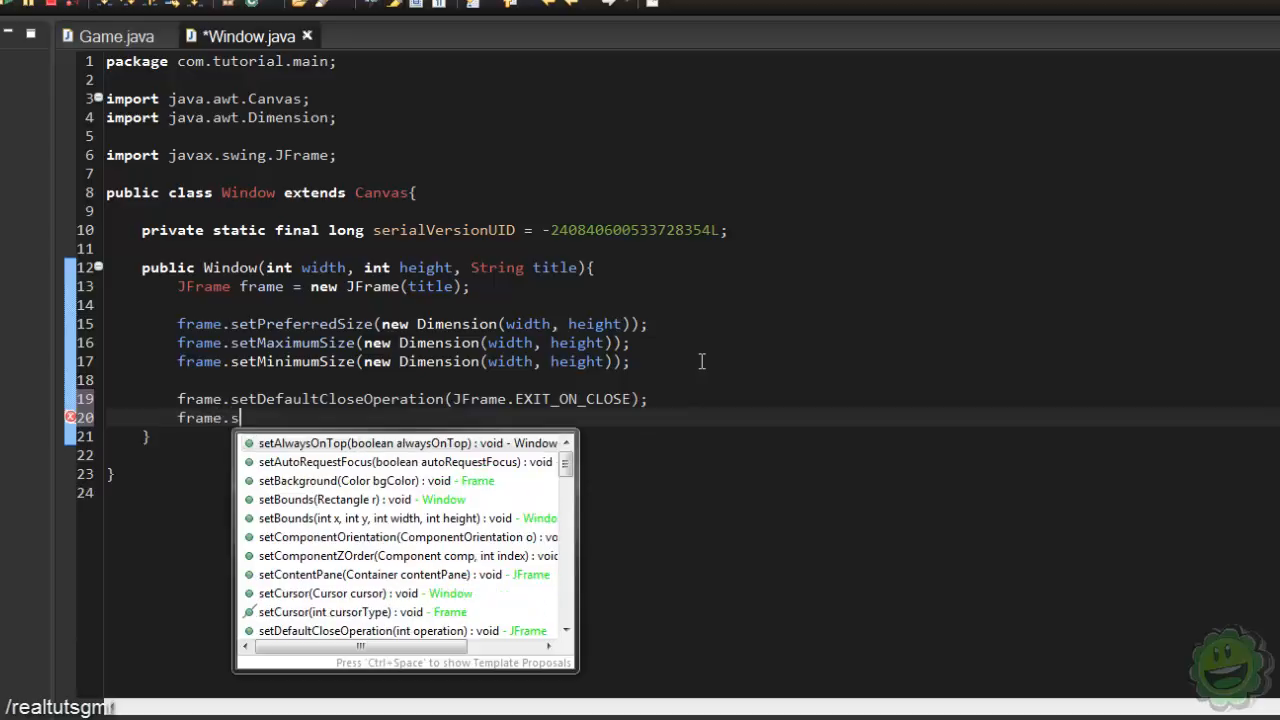 Game.java *Window.java
1 package com.tutorial.main;
2
3 import java.awt.Canvas;
4 import java.awt.Dimension;
5
6 import javax.swing.JFrame;
7
8 public class Window extends Canvas{
9
10 private static final long serialVersionUID = -240840600533728354L;
11
12 public Window(int width, int height, String title){
13 JFrame frame = new JFrame(title);
14
15 frame.setPreferredSize(new Dimension(width, height));
16 frame.setMaximumSize(new Dimension(width, height));
17 frame.setMinimumSize(new Dimension(width, height));
18
19 frame.setDefaultCloseOperation(JFrame.EXIT_ON_CLOSE);
20 frame.s
21 }
22
23 }
24
setAlwaysOnTop(boolean alwaysOnTop) : void - Window
setAutoRequestFocus(boolean autoRequestFocus) : void
setBackground(Color bgColor) : void - Frame
setBounds(Rectangle r) : void - Window
setBounds(int x, int y, int width, int height) : void - Windo
setComponentOrientation(ComponentOrientation o) : vo
setComponentZOrder(Component comp, int index) : void
setContentPane(Container contentPane) : void - JFrame
setCursor(Cursor cursor) : void - Window
setCursor(int cursorType) : void - Frame
setDefaultCloseOperation(int operation) : void - JFrame
Press 'Ctrl+Space' to show Template Proposals
/realtutsgm